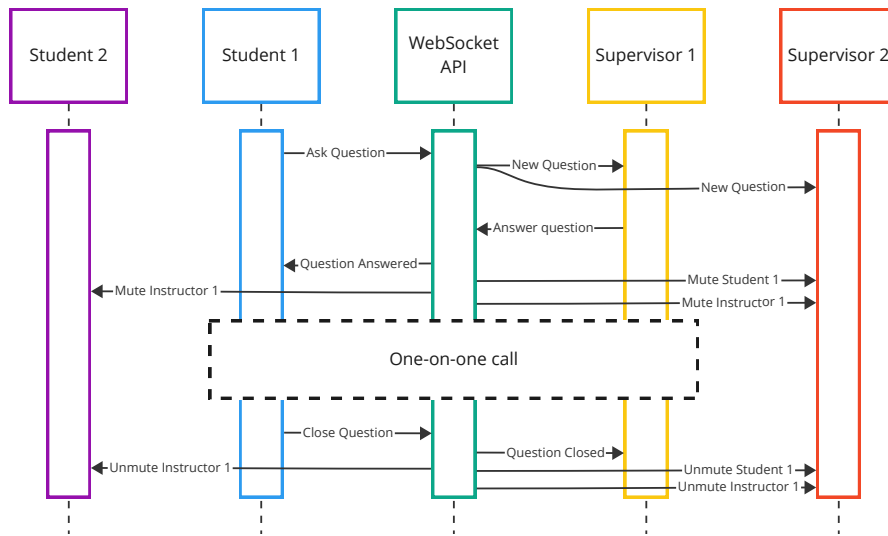 Student 2
Student 1
WebSocket
API
Supervisor 1
Supervisor 2
Ask Question
New Question
New Question
Answer question
Question Answered
Mute Student 1
Mute Instructor 1
Mute Instructor 1
One-on-one call
Close Question
Question Closed
Unmute Instructor 1
Unmute Student 1
Unmute Instructor 1